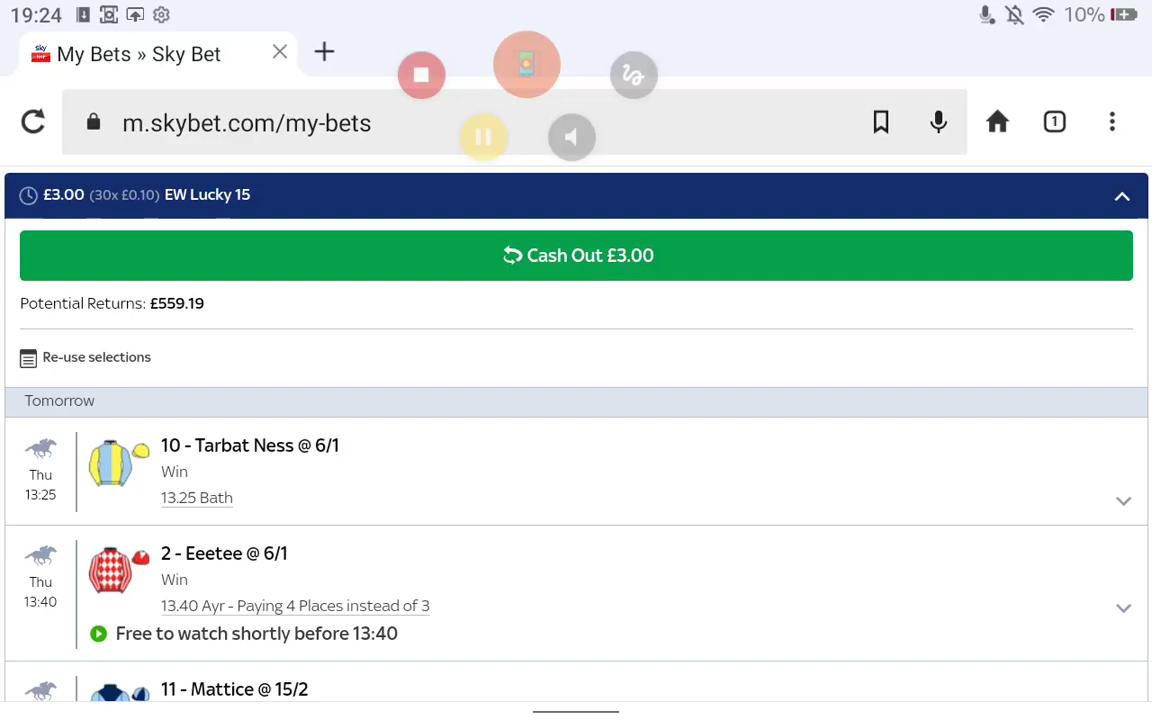 19:24
10%
sky bet
My Bets » Sky Bet
m.skybet.com/my-bets
1
£3.00 (30x £0.10) EW Lucky 15
Cash Out £3.00
Potential Returns: £559.19
Re-use selections
Tomorrow
10 - Tarbat Ness @ 6/1
Win
Thu
13:25
13.25 Bath
2 - Eeetee @ 6/1
Win
Thu
13:40
13.40 Ayr - Paying 4 Places instead of 3
Free to watch shortly before 13:40
11 - Mattice @ 15/2